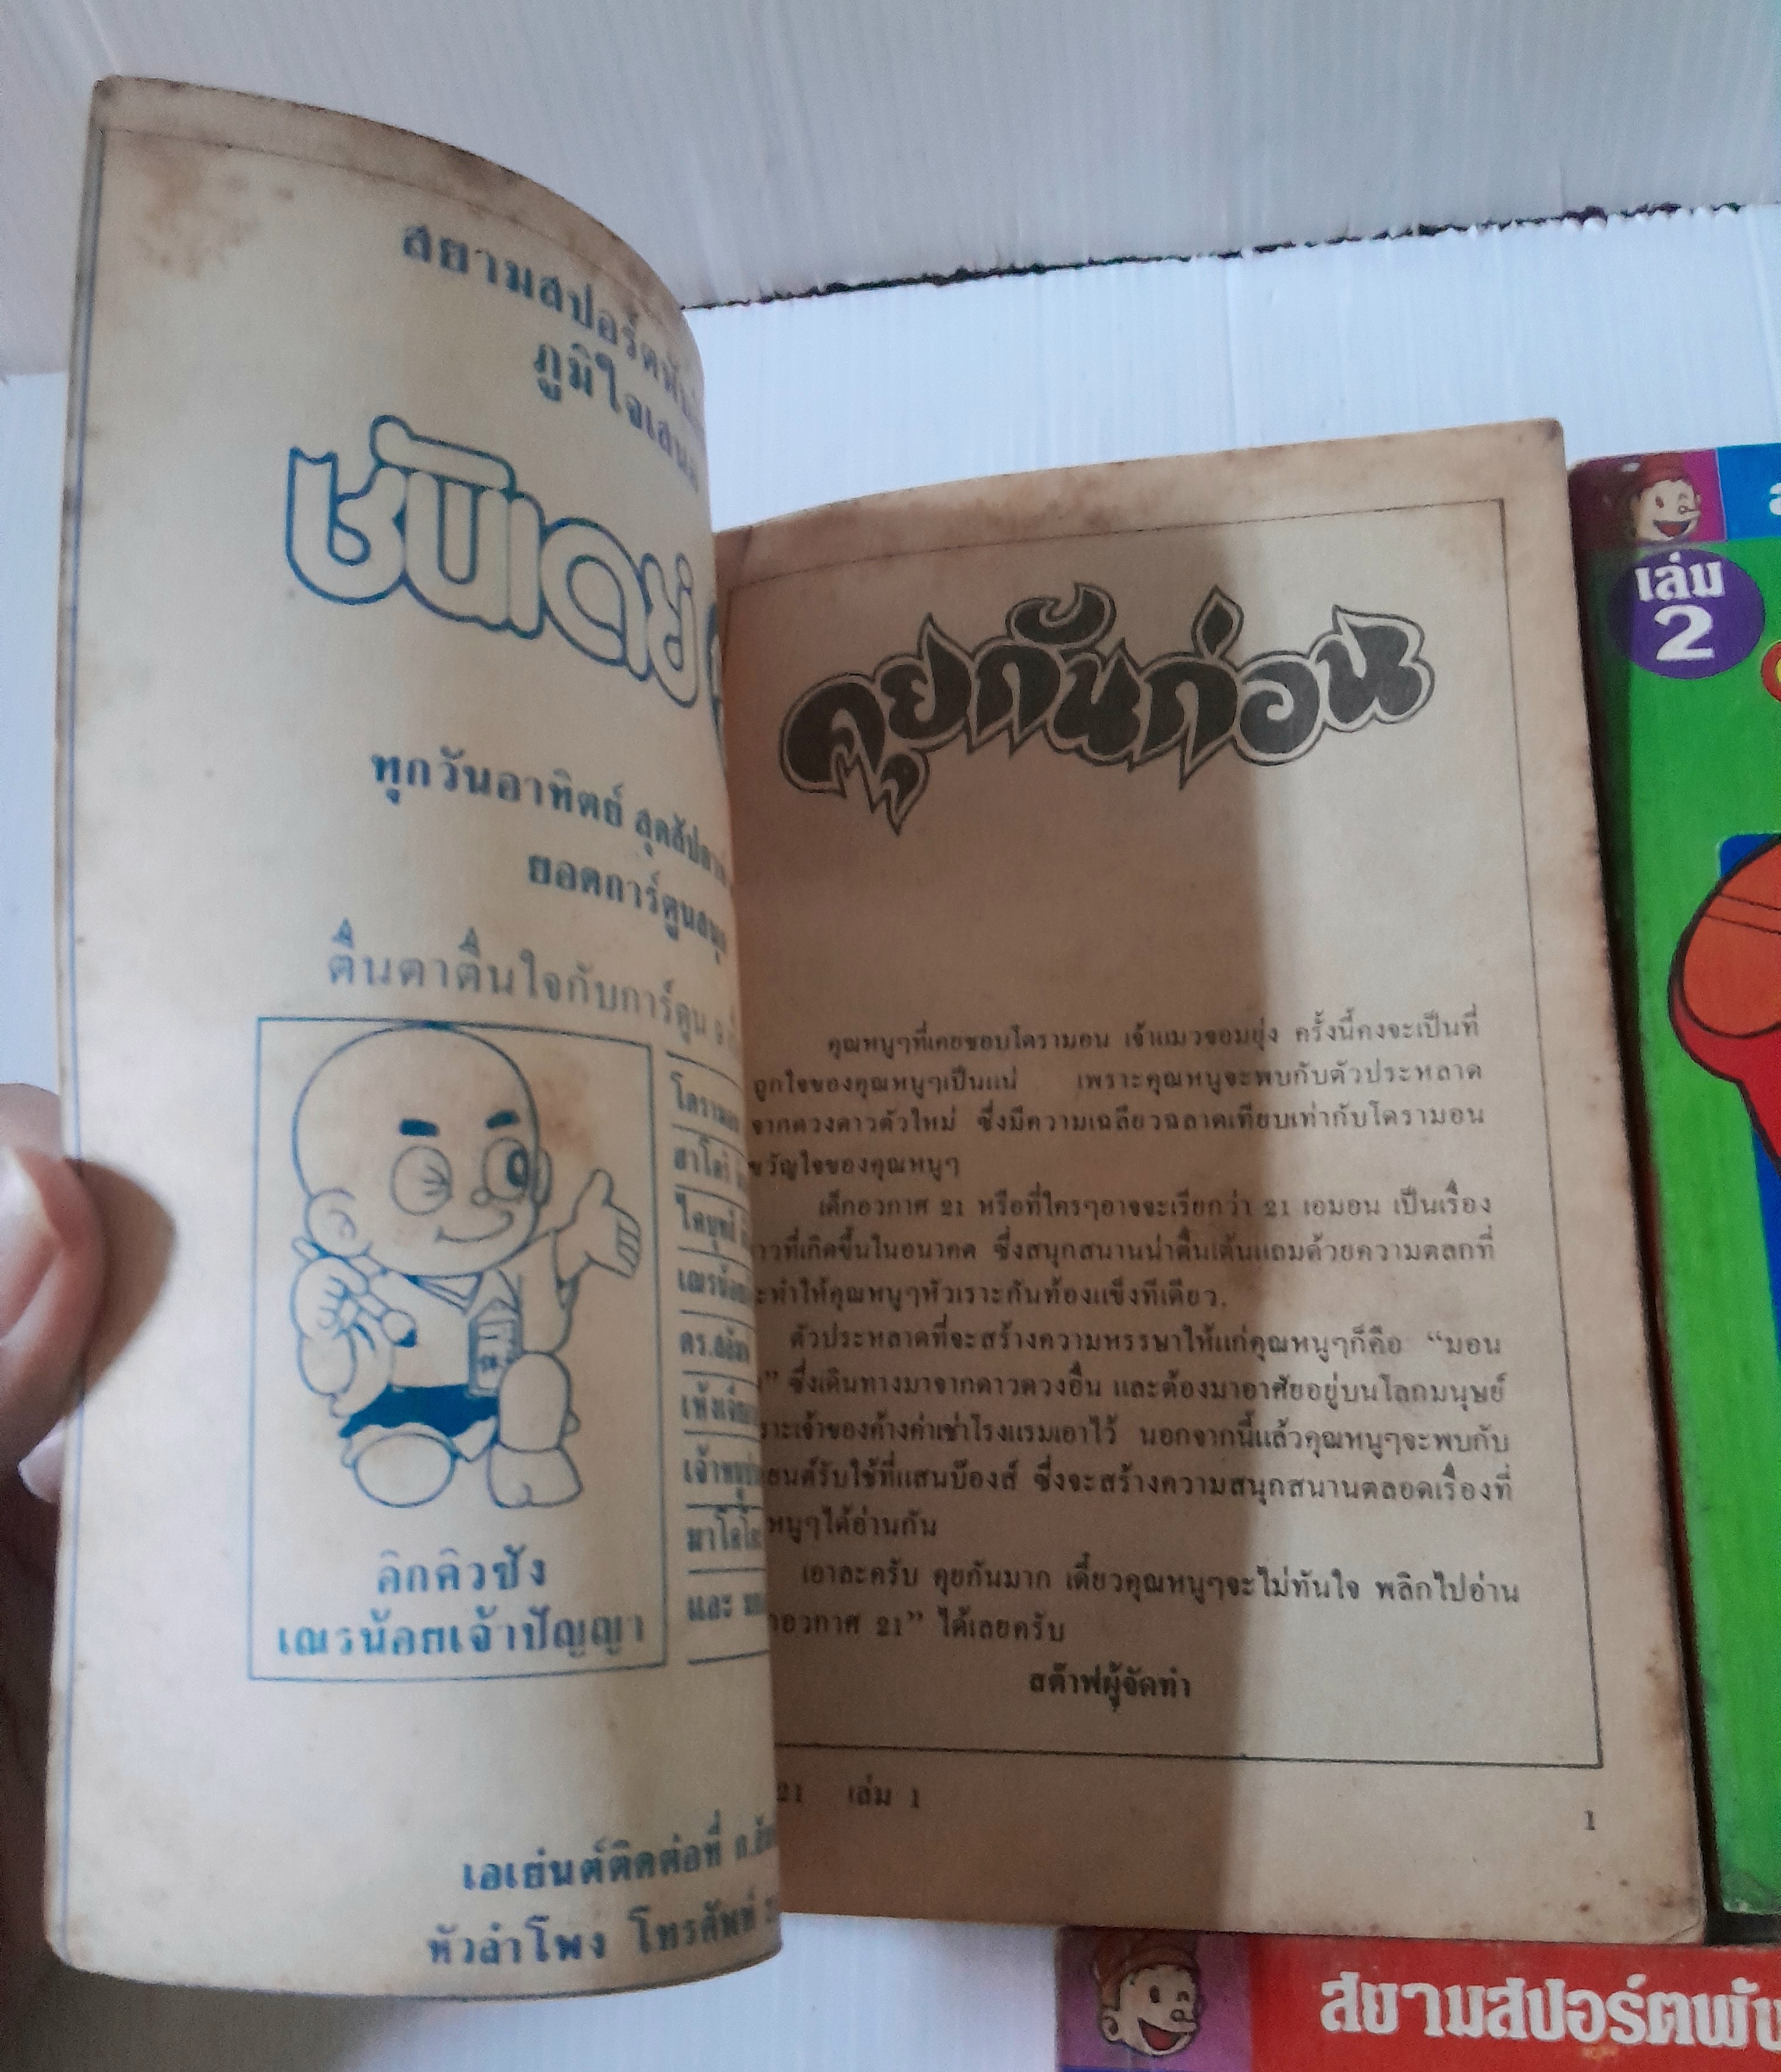 สยามสปอร์ต
ภูมิใจเสนอ
ซันเดย์
ทุกวันอาทิตย์ สุดสัปดาห์
ยอดการ์ตูนสนุก
ตื่นตาตื่นใจกับการ์ตูน
โดรามอน
ไดบุทส์
เณรน้อย
ดร.สลัมป์
เจ้าหนู
และ
อิกคิวซัง
เณรน้อยเจ้าปัญญา
เอเย่นต์ติดต่อที่
หัวลำโพง โทรศัพท์
คุยกันก่อน
คุณหนูๆที่เคยชอบโดรามอน เจ้าแมวจอมยุ่ง ครั้งนี้คงจะเป็นที่
ถูกใจของคุณหนูๆเป็นแน่ เพราะคุณหนูจะพบกับตัวประหลาด
จากดวงดาวตัวใหม่ ซึ่งมีความเฉลียวฉลาดเทียบเท่ากับโดรามอน
ขวัญใจของคุณหนูๆ
เด็กอวกาศ 21 หรือที่ใครๆอาจจะเรียกว่า 21 เอมอน เป็นเรื่อง
าวที่เกิดขึ้นในอนาคต ซึ่งสนุกสนานน่าตื่นเต้นแถมด้วยความตลกที่
ะทำให้คุณหนูๆหัวเราะกันท้องแข็งทีเดียว.
ตัวประหลาดที่จะสร้างความหรรษาให้แก่คุณหนูๆก็คือ “มอน
” ซึ่งเดินทางมาจากดาวดวงอื่น และต้องมาอาศัยอยู่บนโลกมนุษย์
ราะเจ้าของค้างค่าเช่าโรงแรมเอาไว้ นอกจากนี้แล้วคุณหนูๆจะพบกับ
ยนต์รับใช้ที่แสนบ๊องส์ ซึ่งจะสร้างความสนุกสนานตลอดเรื่องที่
หนูๆได้อ่านกัน
เอาละครับ คุยกันมาก เดี๋ยวคุณหนูๆจะไม่ทันใจ พลิกไปอ่าน
อวกาศ 21” ได้เลยครับ
สต๊าฟผู้จัดทำ
21 เล่ม 1
1
เล่ม
2
สยามสปอร์ตพับ